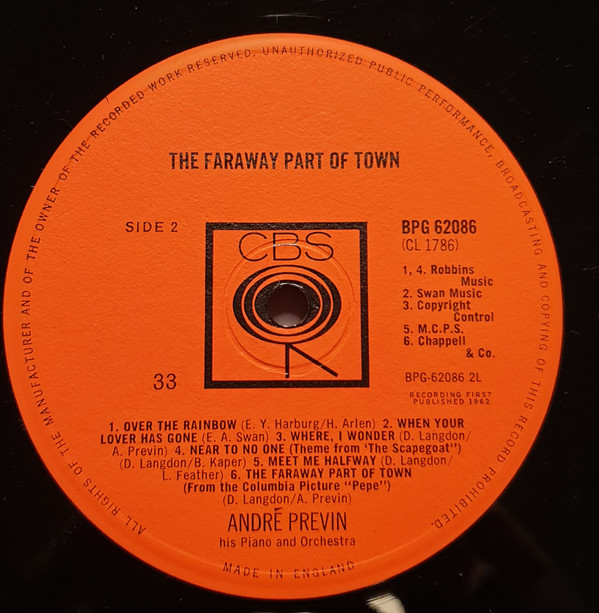 ALL RIGHTS OF THE MANUFACTURER AND OF THE OWNER OF THE RECORDED WORK RESERVED. UNAUTHORIZED PUBLIC PERFORMANCE, BROADCASTING AND COPYING OF THIS RECORD PROHIBITED.
THE FARAWAY PART OF TOWN
SIDE 2
CBS
BPG 62086
(CL 1786)
1, 4. Robbins
Music
2. Swan Music
3. Copyright
Control
5. M.C.P.S.
6. Chappell
& Co.
33
BPG-62086 2L
RECORDING FIRST
PUBLISHED 1962
1. OVER THE RAINBOW (E. Y. Harburg/H. Arlen) 2. WHEN YOUR
LOVER HAS GONE (E. A. Swan) 3. WHERE, I WONDER (D. Langdon/
A. Previn) 4. NEAR TO NO ONE (Theme from ‘The Scapegoat”)
(D. Langdon/B. Kaper) 5. MEET ME HALFWAY (D. Langdon/
L. Feather) 6. THE FARAWAY PART OF TOWN
(From the Columbia Picture “Pepe”)
(D. Langdon/A. Previn)
ANDRÉ PREVIN
his Piano and Orchestra
MADE IN ENGLAND